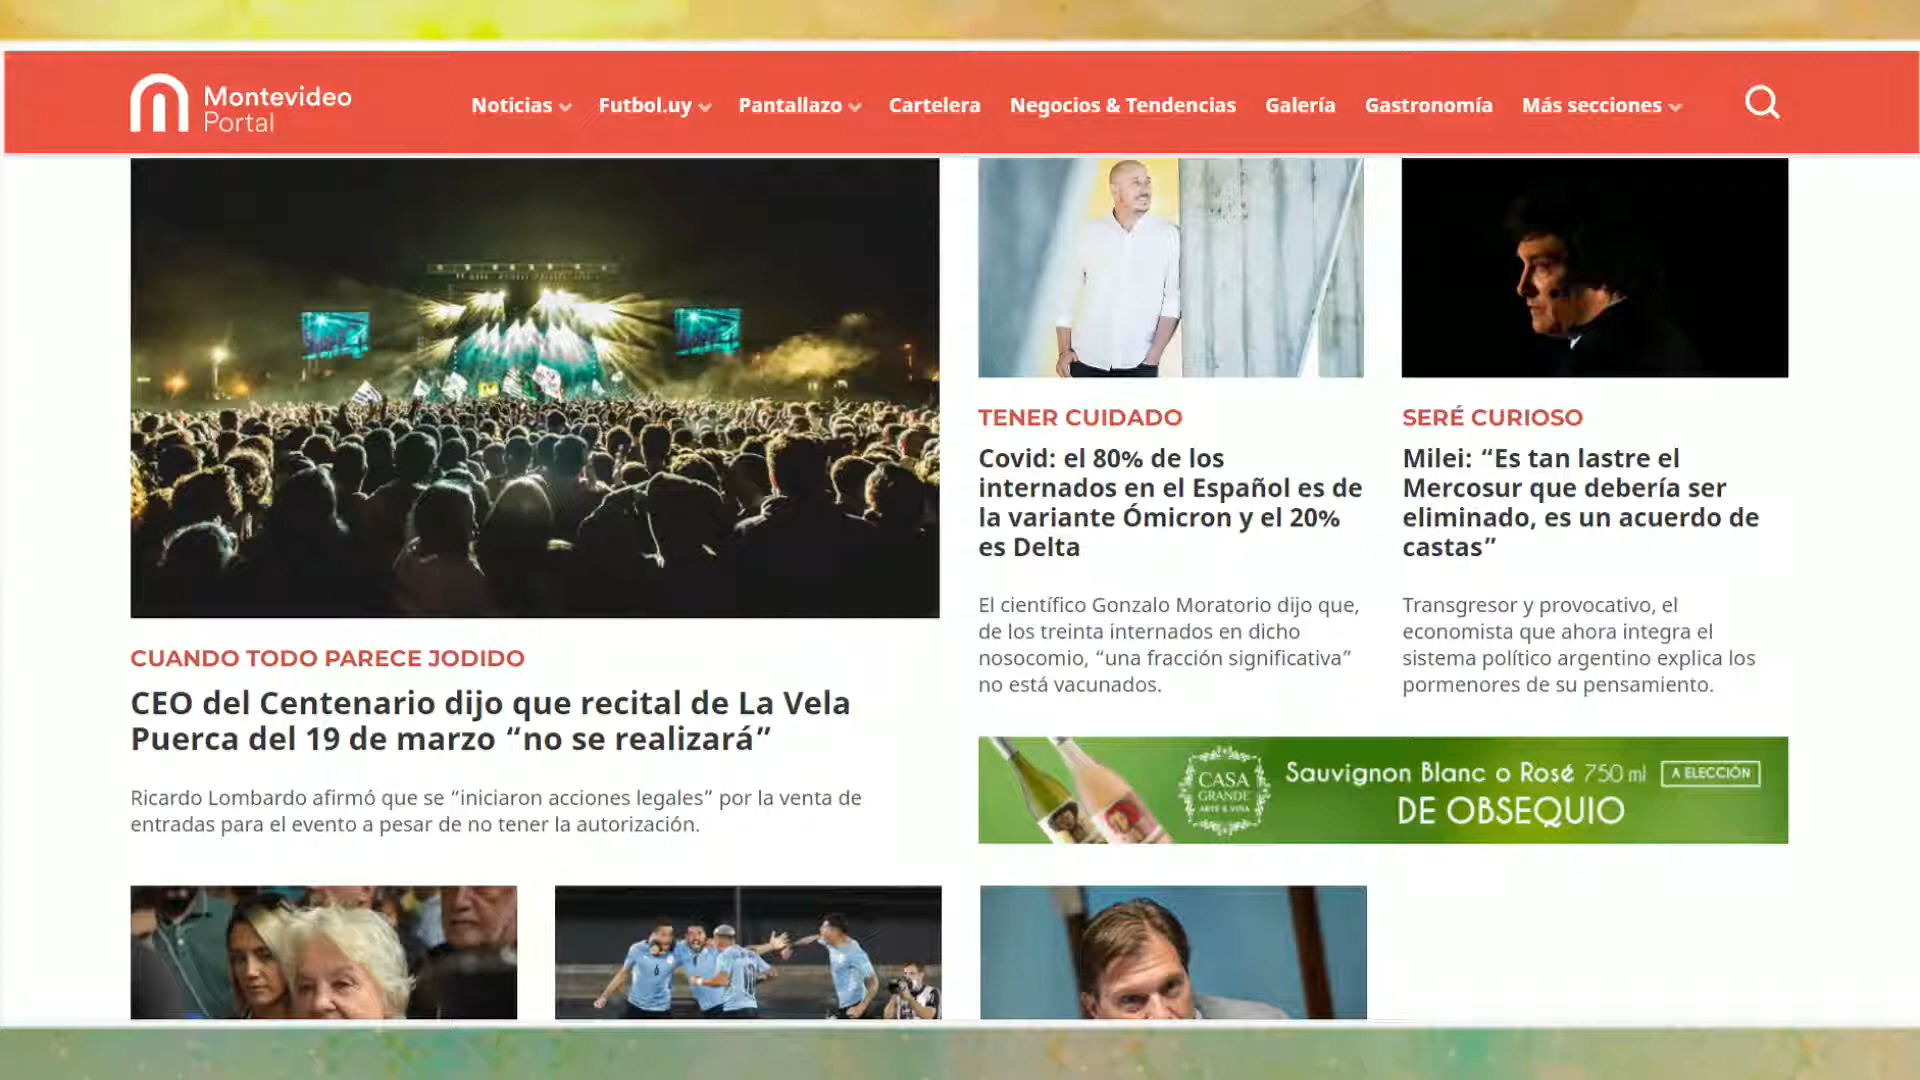 Montevideo
Portal
Noticias
Futbol.uy
Pantallazo
Cartelera
Negocios & Tendencias
Galería
Gastronomía
Más secciones
CUANDO TODO PARECE JODIDO
CEO del Centenario dijo que recital de La Vela
Puerca del 19 de marzo “no se realizará”
Ricardo Lombardo afirmó que se “iniciaron acciones legales” por la venta de
entradas para el evento a pesar de no tener la autorización.
TENER CUIDADO
Covid: el 80% de los
internados en el Español es de
la variante Ómicron y el 20%
es Delta
El científico Gonzalo Moratorio dijo que,
de los treinta internados en dicho
nosocomio, “una fracción significativa”
no está vacunados.
SERÉ CURIOSO
Milei: “Es tan lastre el
Mercosur que debería ser
eliminado, es un acuerdo de
castas”
Transgresor y provocativo, el
economista que ahora integra el
sistema político argentino explica los
pormenores de su pensamiento.
CASA
GRANDE
ARTE & VIÑA
Sauvignon Blanc o Rosé 750 ml A ELECCIÓN
DE OBSEQUIO